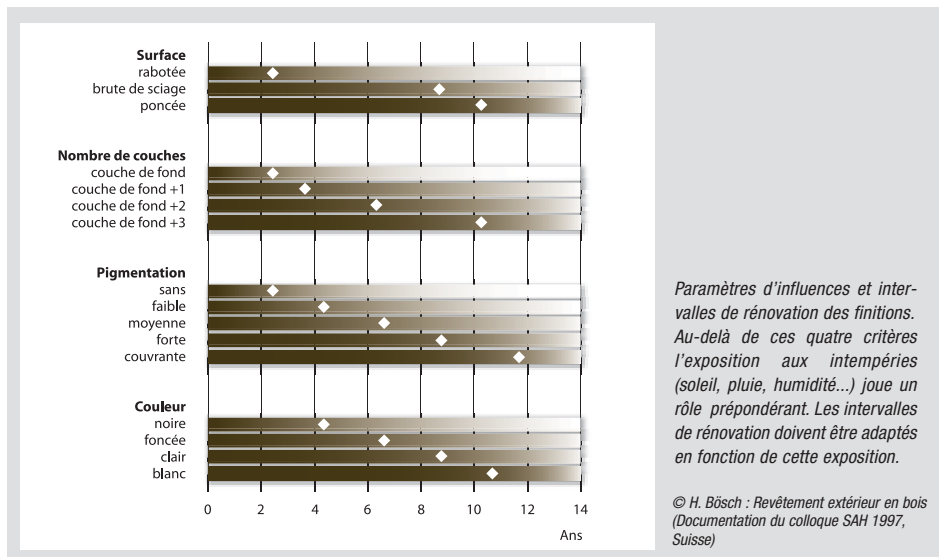 Surface
rabotée
brute de sciage
poncée
Nombre de couches
couche de fond
couche de fond +1
couche de fond +2
couche de fond +3
Pigmentation
sans
faible
moyenne
forte
couvrante
Couleur
noire
foncée
clair
blanc
0 2 4 6 8 10 12 14
Ans
Paramètres d'influences et inter-
valles de rénovation des finitions.
Au-delà de ces quatre critères
l'exposition aux intempéries
(soleil, pluie, humidité...) joue un
rôle prépondérant. Les intervalles
de rénovation doivent être adaptés
en fonction de cette exposition.
© H. Bösch : Revêtement extérieur en bois
(Documentation du colloque SAH 1997,
Suisse)